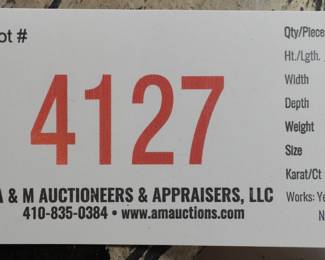 ot #
4127
A & M AUCTIONEERS & APPRAISERS, LLC
410-835-0384 • www.amauctions.com
Qty/Piece
Ht./Lgth.
Width
Depth
Weight
Size
Karat/Ct
Works: Ye
N